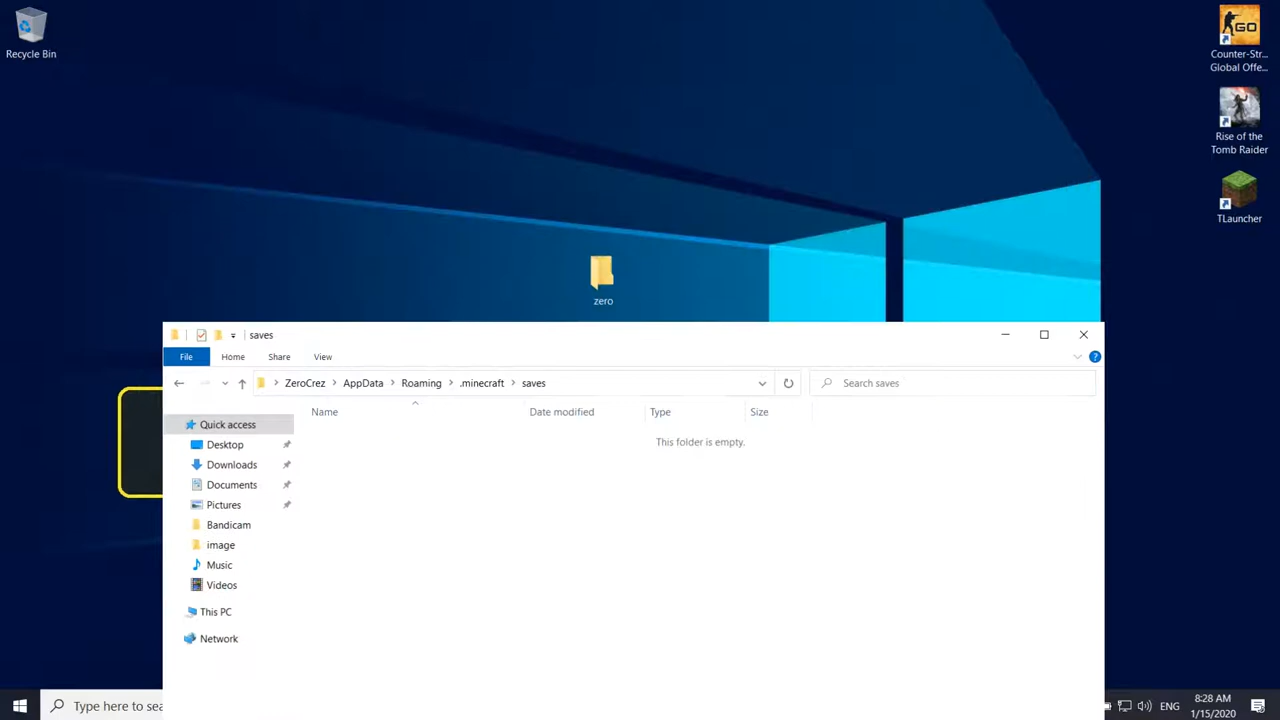 Recycle Bin
GO
Counter-Str...
Global Offe...
Rise of the
Tomb Raider
TLauncher
zero
saves
File
Home
Share
View
ZeroCrez
AppData
Roaming
.minecraft
saves
Search saves
Name
Date modified
Type
Size
This folder is empty.
Quick access
Desktop
Downloads
Documents
Pictures
Bandicam
image
Music
Videos
This PC
Network
Type here to sea
ENG
8:28 AM
1/15/2020